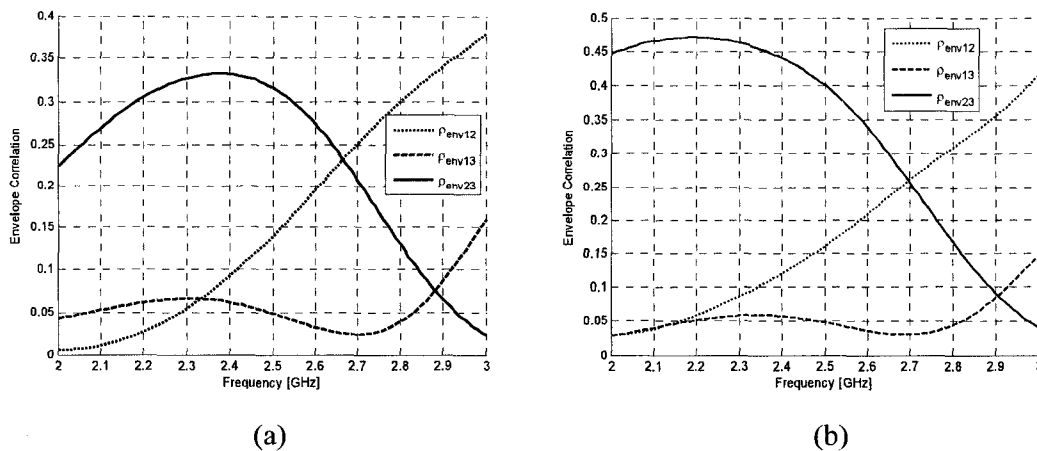 0.4
0.35
0.3
0.25
0.2
0.15
0.1
0.05
0
Envelope Correlation
ρenv12
ρenv13
ρenv23
2 2.1 2.2 2.3 2.4 2.5 2.6 2.7 2.8 2.9 3
Frequency [GHz]
(a)
0.5
0.45
0.4
0.35
0.3
0.25
0.2
0.15
0.1
0.05
0
Envelope Correlation
ρenv12
ρenv13
ρenv23
2 2.1 2.2 2.3 2.4 2.5 2.6 2.7 2.8 2.9 3
Frequency [GHz]
(b)